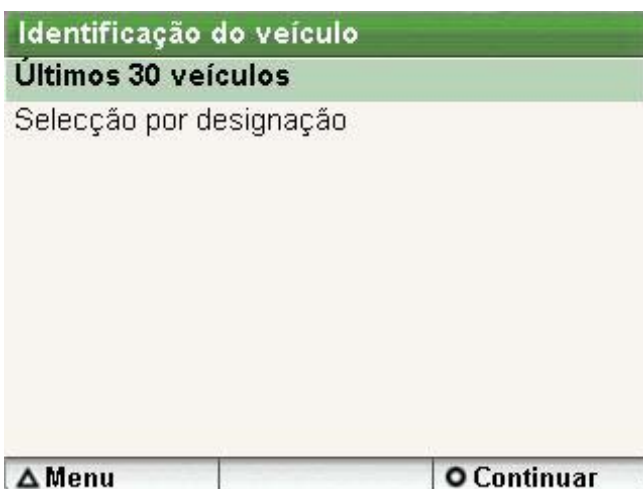 Identificação do veículo
Últimos 30 veículos
Selecção por designação
Menu
Continuar